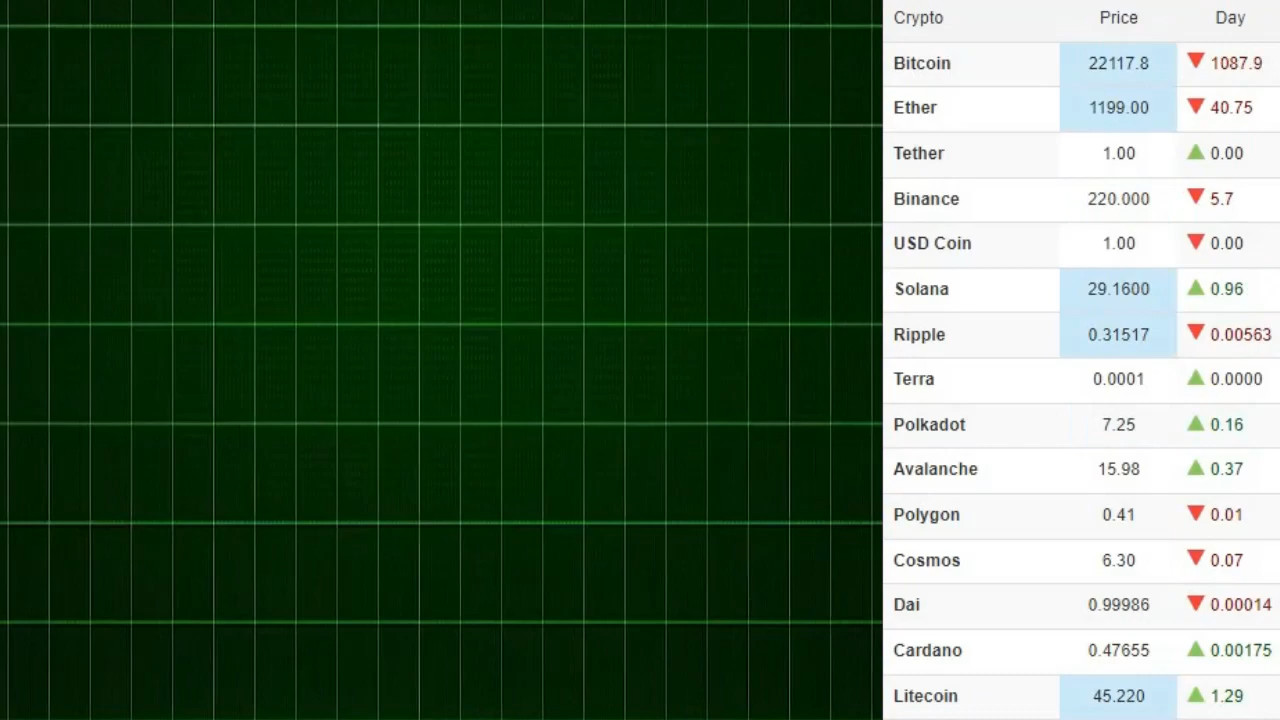 Crypto Price Day
Bitcoin 22117.8 ▼ 1087.9
Ether 1199.00 ▼ 40.75
Tether 1.00 ▲ 0.00
Binance 220.000 ▼ 5.7
USD Coin 1.00 ▼ 0.00
Solana 29.1600 ▲ 0.96
Ripple 0.31517 ▼ 0.00563
Terra 0.0001 ▲ 0.0000
Polkadot 7.25 ▲ 0.16
Avalanche 15.98 ▲ 0.37
Polygon 0.41 ▼ 0.01
Cosmos 6.30 ▼ 0.07
Dai 0.99986 ▼ 0.00014
Cardano 0.47655 ▲ 0.00175
Litecoin 45.220 ▲ 1.29